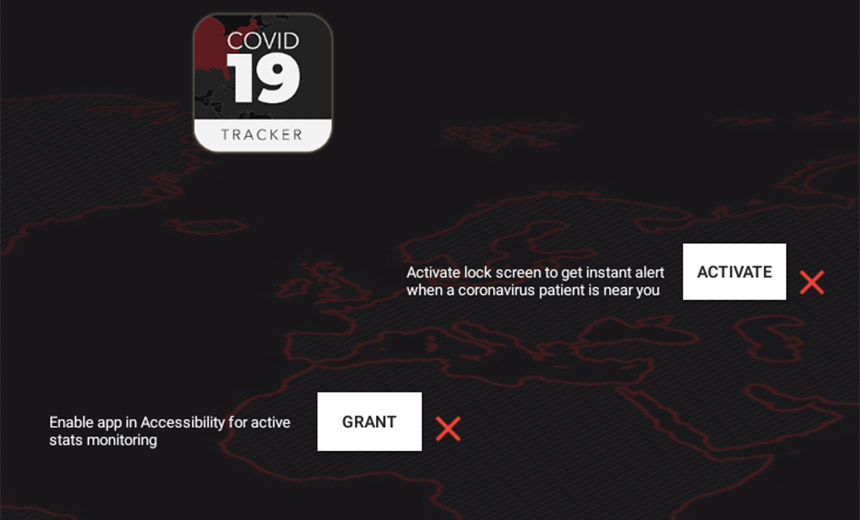 COVID
19
TRACKER
Activate lock screen to get instant alert
when a coronavirus patient is near you
ACTIVATE
Enable app in Accessibility for active
stats monitoring
GRANT